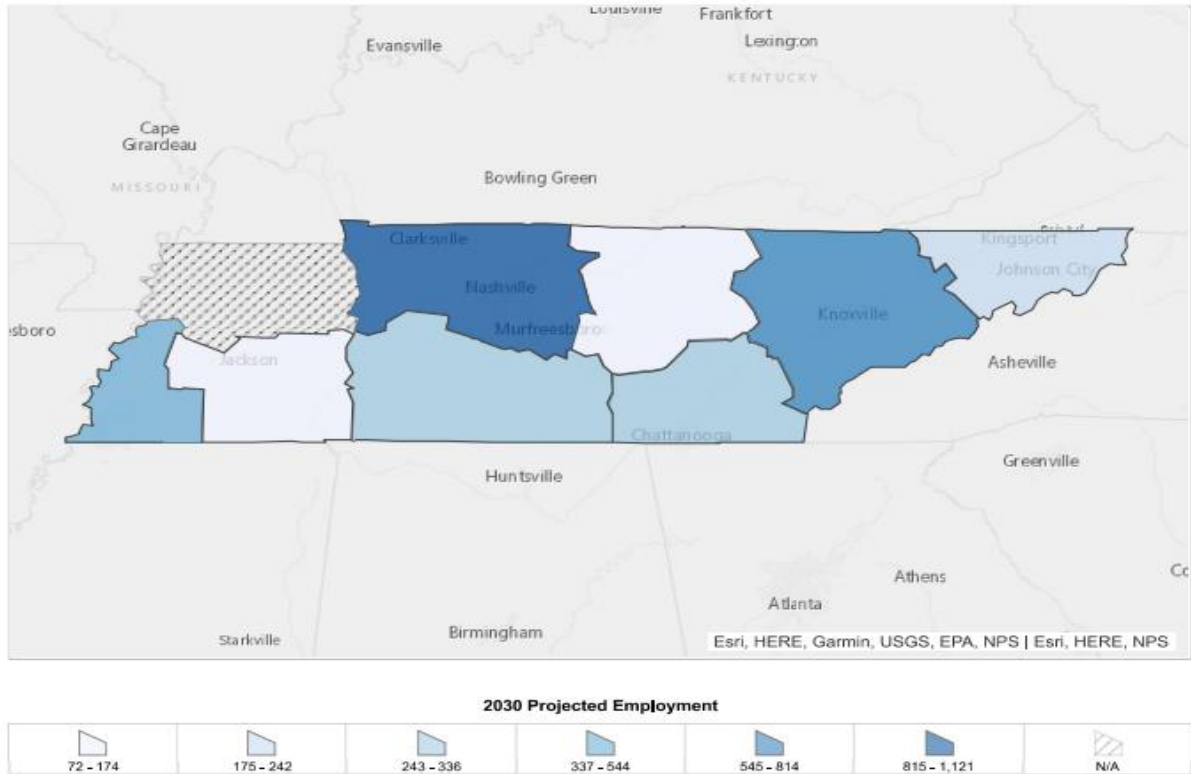 Louisville
Frankfort
Evansville
Lexington
KENTUCKY
Cape
Girardeau
MISSOURI
Bowling Green
Clarksville
Kingsport
Johnson City
Nashville
Knoxville
esboro
Murfreesboro
Jackson
Asheville
Chattanooga
Huntsville
Greenville
Athens
Co
Atlanta
Birmingham
Starkville
Esri, HERE, Garmin, USGS, EPA, NPS | Esri, HERE, NPS
2030 Projected Employment
72 - 174
175 - 242
243 - 336
337 - 544
545 - 814
815 - 1,121
N/A